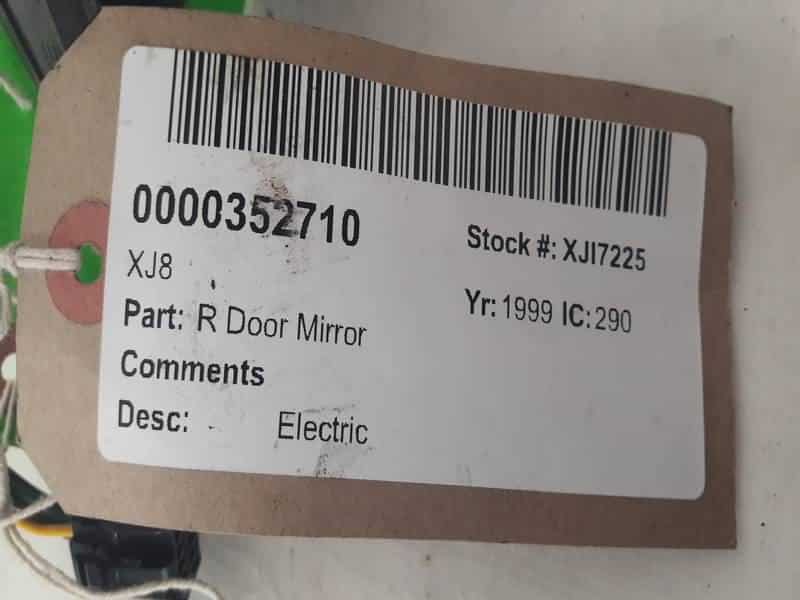 0000352710
Stock #: XJI7225
XJ8
Yr: 1999 IC: 290
Part: R Door Mirror
Comments
Desc: - Electric